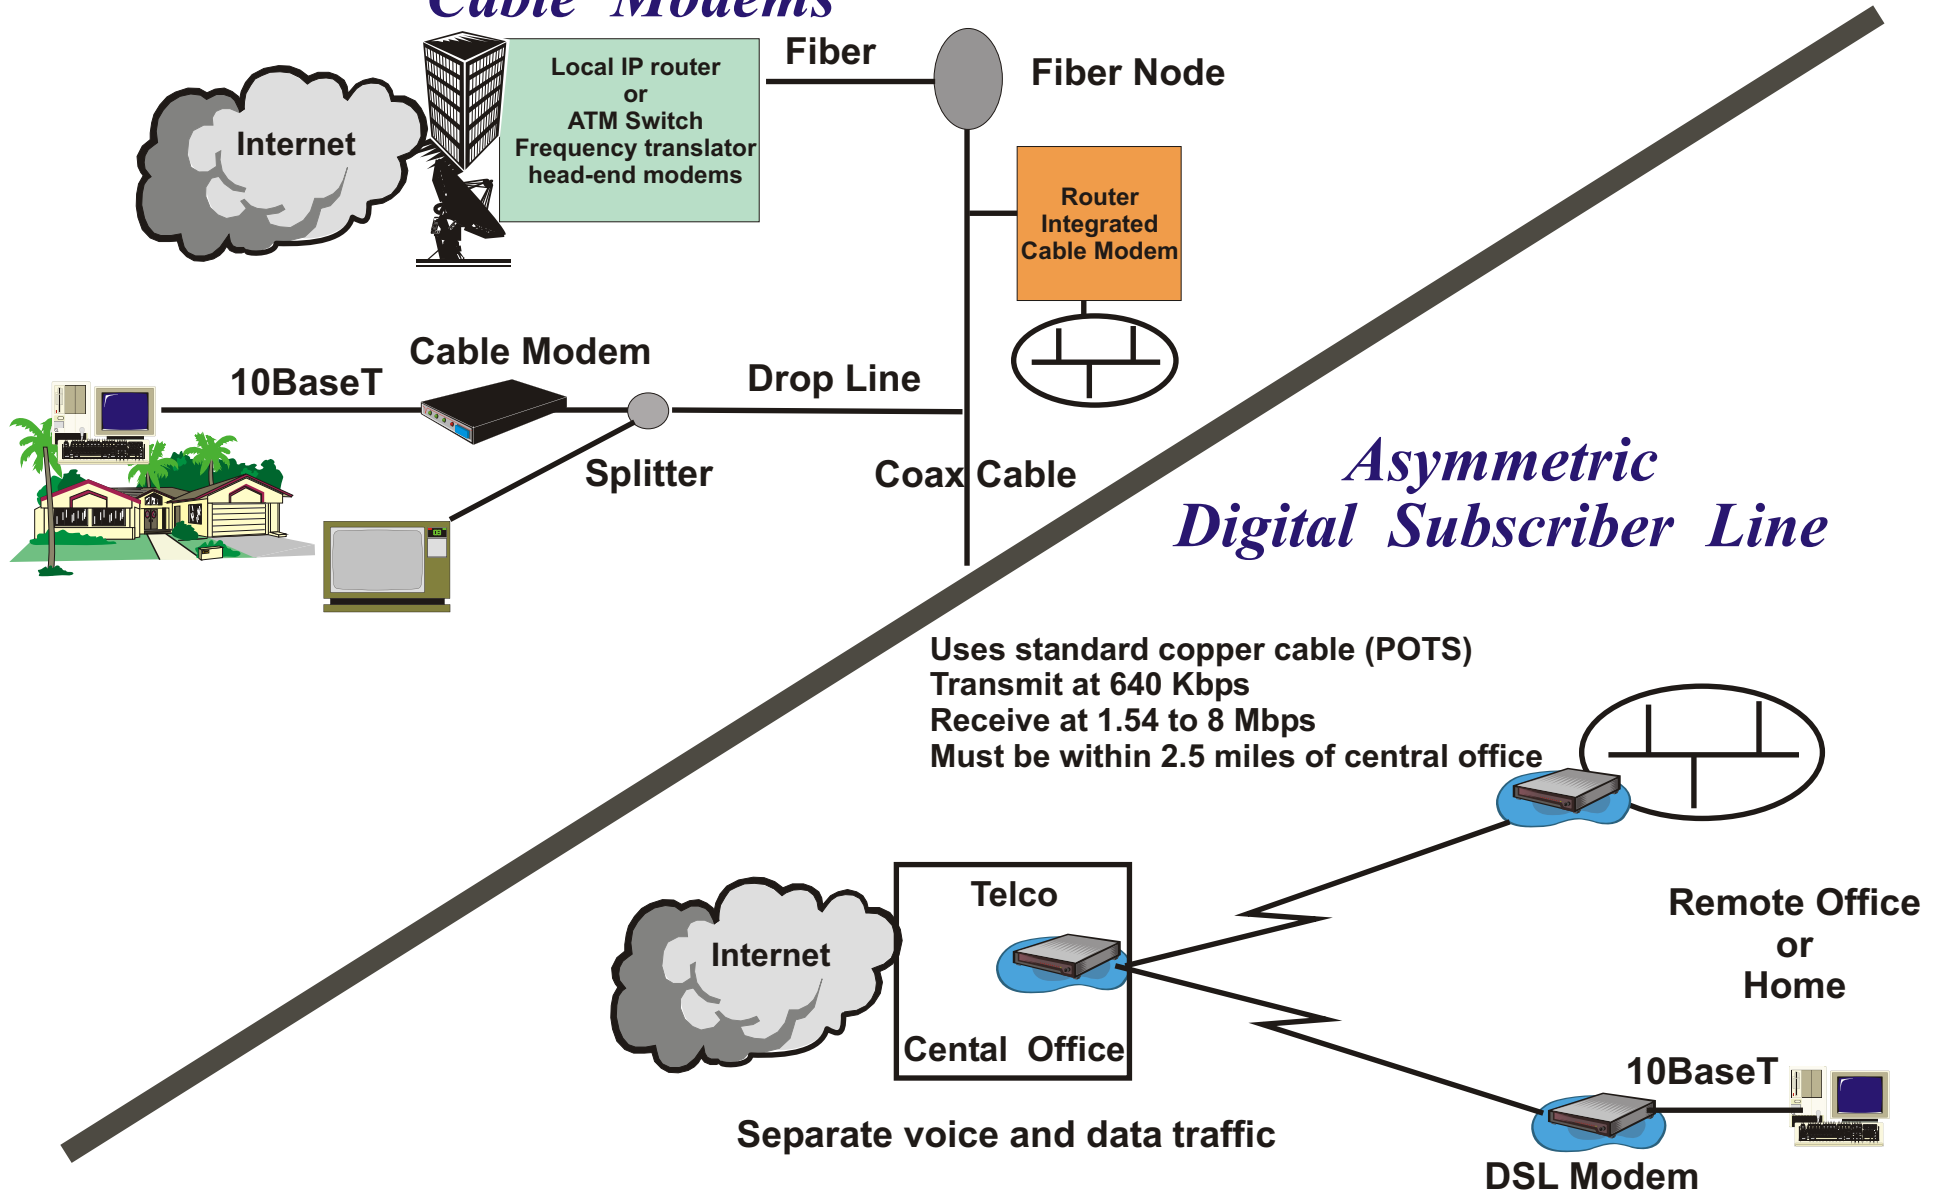 Cable Modems
Fiber
Fiber Node
Local IP router
or
ATM Switch
Frequency translator
head-end modems
Internet
Router
Integrated
Cable Modem
Cable Modem
10BaseT
Drop Line
Splitter
Coax Cable
Asymmetric
Digital Subscriber Line
Uses standard copper cable (POTS)
Transmit at 640 Kbps
Receive at 1.54 to 8 Mbps
Must be within 2.5 miles of central office
Telco
Internet
Cental Office
Remote Office
or
Home
10BaseT
Separate voice and data traffic
DSL Modem